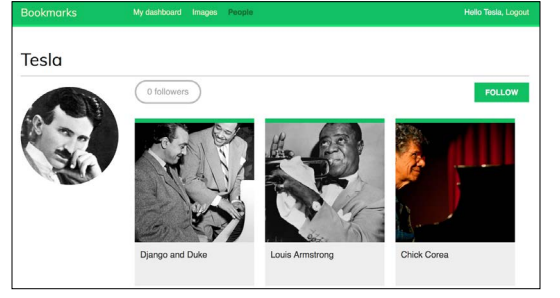 Bookmarks My dashboard Images People Hello Tesla, Logout
Tesla
0 followers FOLLOW
Django and Duke Louis Armstrong Chick Corea